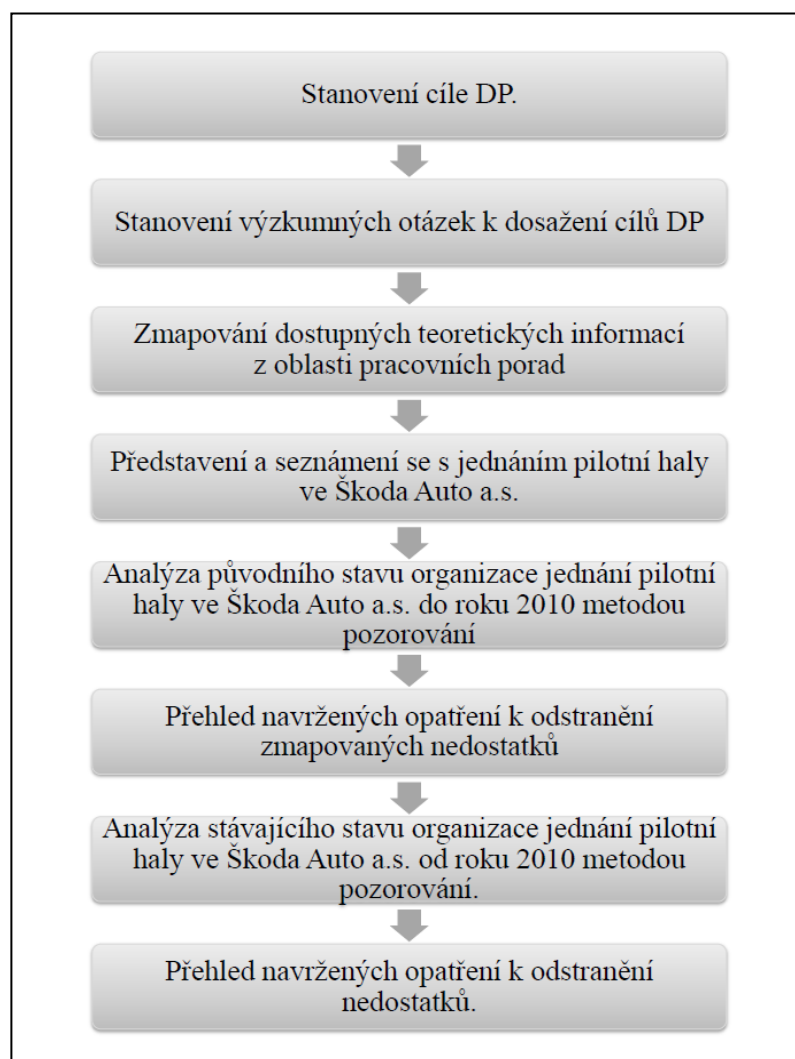 Stanovení cíle DP.
Stanovení výzkumných otázek k dosažení cílů DP
Zmapování dostupných teoretických informací
z oblasti pracovních porad
Představení a seznámení se s jednáním pilotní haly
ve Škoda Auto a.s.
Analýza původního stavu organizace jednání pilotní
haly ve Škoda Auto a.s. do roku 2010 metodou
pozorování
Přehled navržených opatření k odstranění
zmapovaných nedostatků
Analýza stávajícího stavu organizace jednání pilotní
haly ve Škoda Auto a.s. od roku 2010 metodou
pozorování.
Přehled navržených opatření k odstranění
nedostatků.